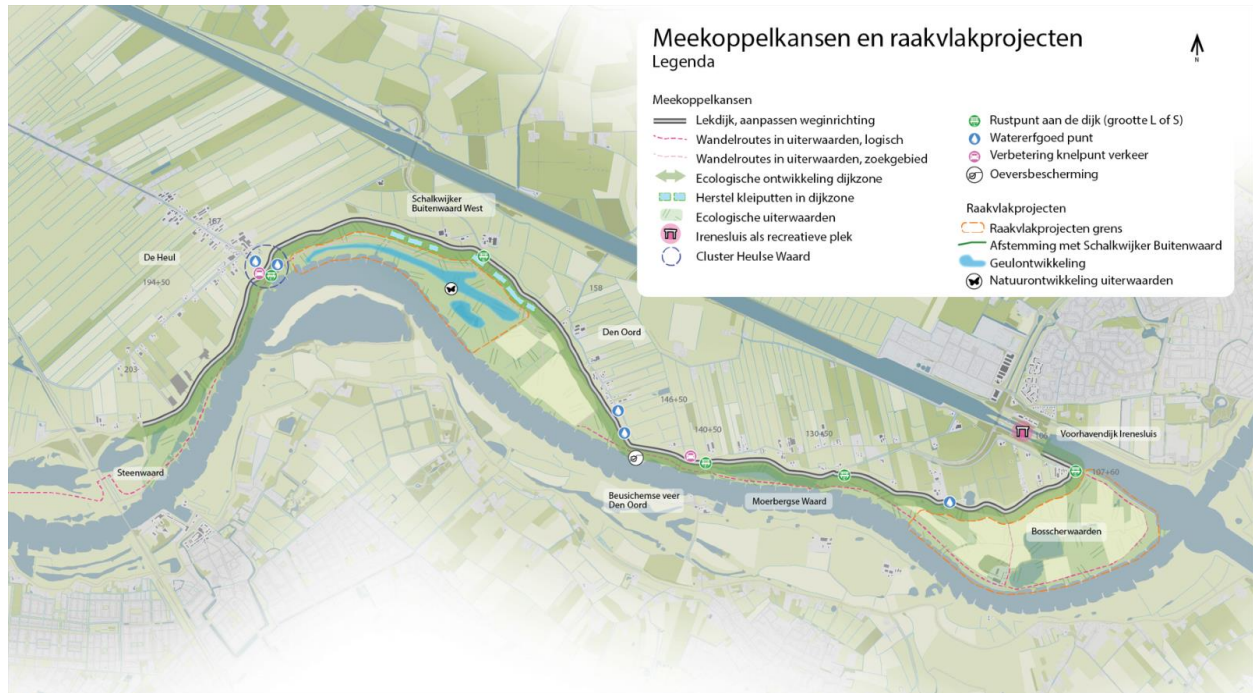 Meekoppelkansen en raakvlakprojecten
Legenda
N
Meekoppelkansen
Lekdijk, aanpassen weginrichting
Wandelroutes in uiterwaarden, logisch
Wandelroutes in uiterwaarden, zoekgebied
Ecologische ontwikkeling dijkzone
Herstel kleiputten in dijkzone
Ecologische uiterwaarden
Irenesluis als recreatieve plek
Cluster Heulse Waard
Rustpunt aan de dijk (grootte L of S)
Watererfgoed punt
Verbetering knelpunt verkeer
Oeversbescherming
Raakvlakprojecten
Raakvlakprojecten grens
Afstemming met Schalkwijker Buitenwaard
Geulontwikkeling
Natuurontwikkeling uiterwaarden
Schalkwijker
Buitenwaard West
187
De Heul
194+50
158
Den Oord
203
146+50
140+50
130+50
Voorhavendijk Irenesluis
107+60
Steenwaard
Beusichemse veer
Den Oord
Moerbergse Waard
Bosscherwaarden